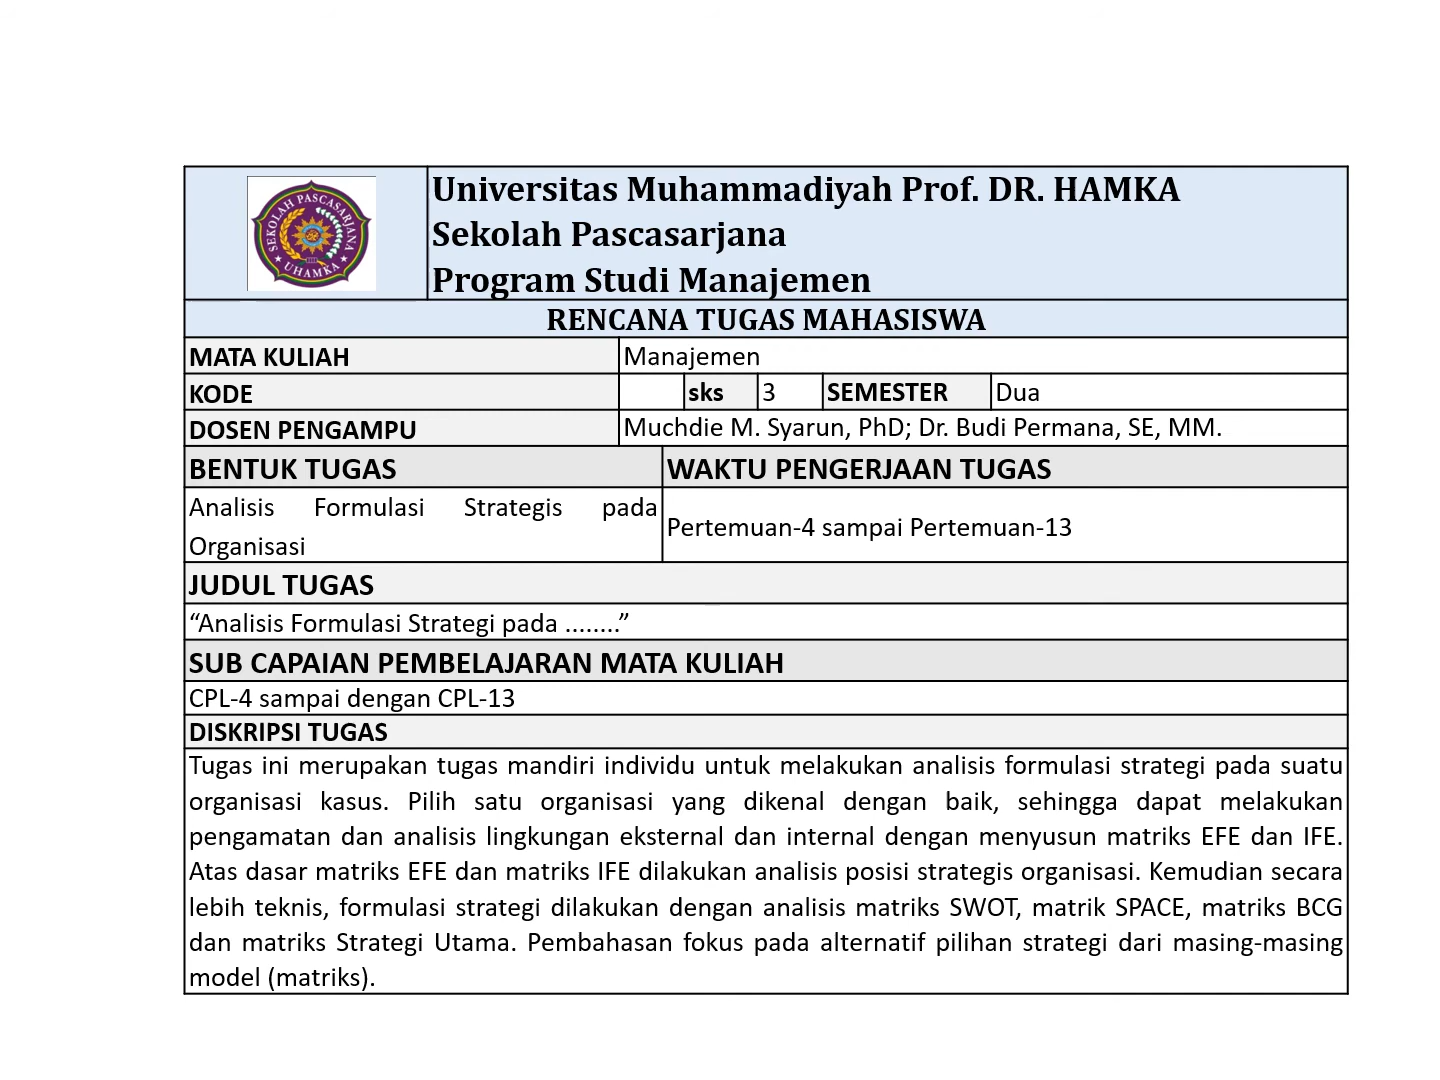 SEKOLAH PASCASARJANA
UHAMKA
Universitas Muhammadiyah Prof. DR. HAMKA
Sekolah Pascasarjana
Program Studi Manajemen
RENCANA TUGAS MAHASISWA
MATA KULIAH Manajemen
KODE sks 3 SEMESTER Dua
DOSEN PENGAMPU Muchdie M. Syarun, PhD; Dr. Budi Permana, SE, MM.
BENTUK TUGAS WAKTU PENGERJAAN TUGAS
Analisis Formulasi Strategis pada
Organisasi
Pertemuan-4 sampai Pertemuan-13
JUDUL TUGAS
“Analisis Formulasi Strategi pada ........”
SUB CAPAIAN PEMBELAJARAN MATA KULIAH
CPL-4 sampai dengan CPL-13
DISKRIPSI TUGAS
Tugas ini merupakan tugas mandiri individu untuk melakukan analisis formulasi strategi pada suatu
organisasi kasus. Pilih satu organisasi yang dikenal dengan baik, sehingga dapat melakukan
pengamatan dan analisis lingkungan eksternal dan internal dengan menyusun matriks EFE dan IFE.
Atas dasar matriks EFE dan matriks IFE dilakukan analisis posisi strategis organisasi. Kemudian secara
lebih teknis, formulasi strategi dilakukan dengan analisis matriks SWOT, matrik SPACE, matriks BCG
dan matriks Strategi Utama. Pembahasan fokus pada alternatif pilihan strategi dari masing-masing
model (matriks).